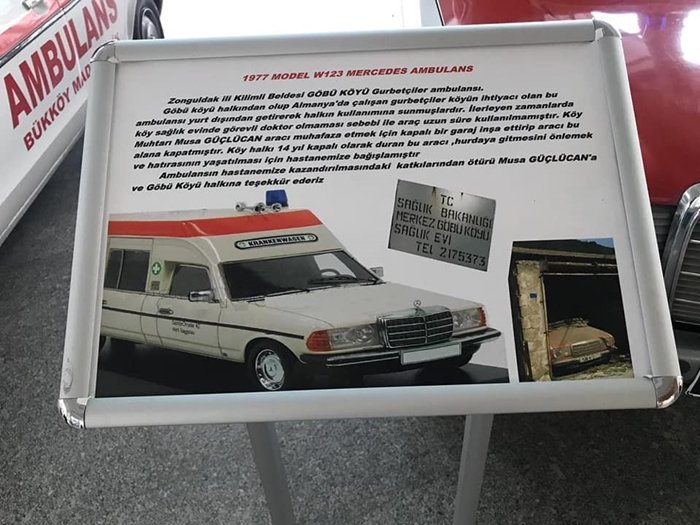 AMBULANS
BÜKKÖY MAD
1977 MODEL W123 MERCEDES AMBULANS
Zonguldak ili Kilimli Beldesi GÖBÜ KÖYÜ Gurbetçiler ambulansı.
Göbü köyü halkından olup Almanya'da çalışan gurbetçiler köyün ihtiyacı olan bu
ambulansı yurt dışından getirerek halkın kullanımına sunmuşlardır. İlerleyen zamanlarda
köy sağlık evinde görevli doktor olmaması sebebi ile araç uzun süre kullanılmamıştır. Köy
Muhtarı Musa GÜÇLÜCAN aracı muhafaza etmek için kapalı bir garaj inşa ettirip aracı bu
alana kapatmıştır. Köy halkı 14 yıl kapalı olarak duran bu aracı ,hurdaya gitmesini önlemek
ve hatırasının yaşatılması için hastanemize bağışlamıştır
Ambulansın hastanemize kazandırılmasındaki katkılarından ötürü Musa GÜÇLÜCAN'a
ve Göbü Köyü halkına teşekkür ederiz
TC
SAĞLIK BAKANLIĞI
MERKEZ GÖBÜ KÖYÜ
SAĞLIK EVİ
TEL 2175373
KRANKENWAGEN